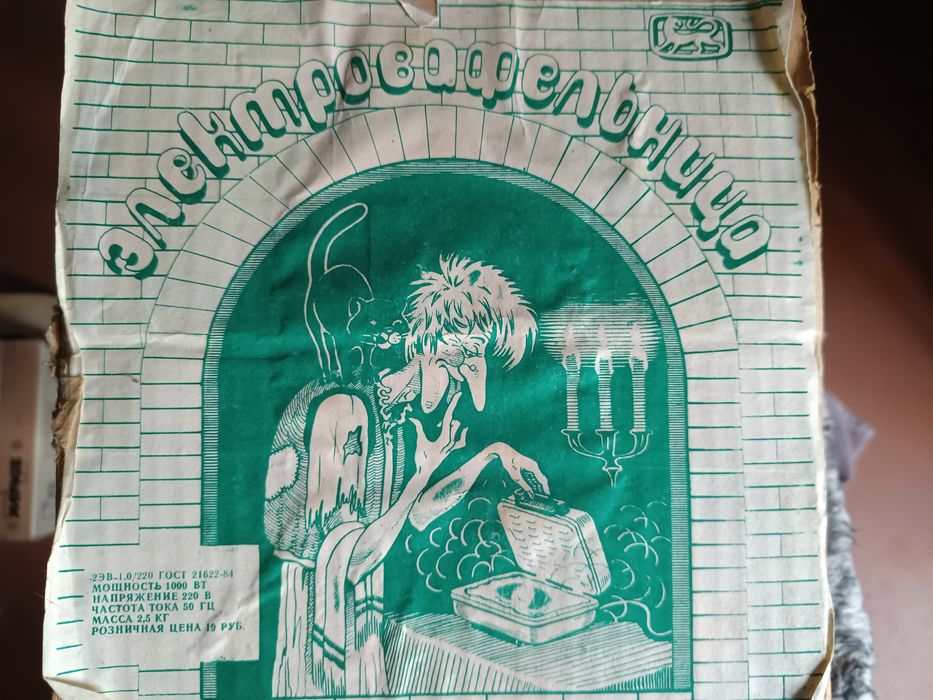 электровафельница
2ЭВ-1.0/220 ГОСТ 21622-84
МОЩНОСТЬ 1000 ВТ
НАПРЯЖЕНИЕ 220 В
ЧАСТОТА ТОКА 50 ГЦ
МАССА 2,5 КГ
РОЗНИЧНАЯ ЦЕНА 19 РУБ.